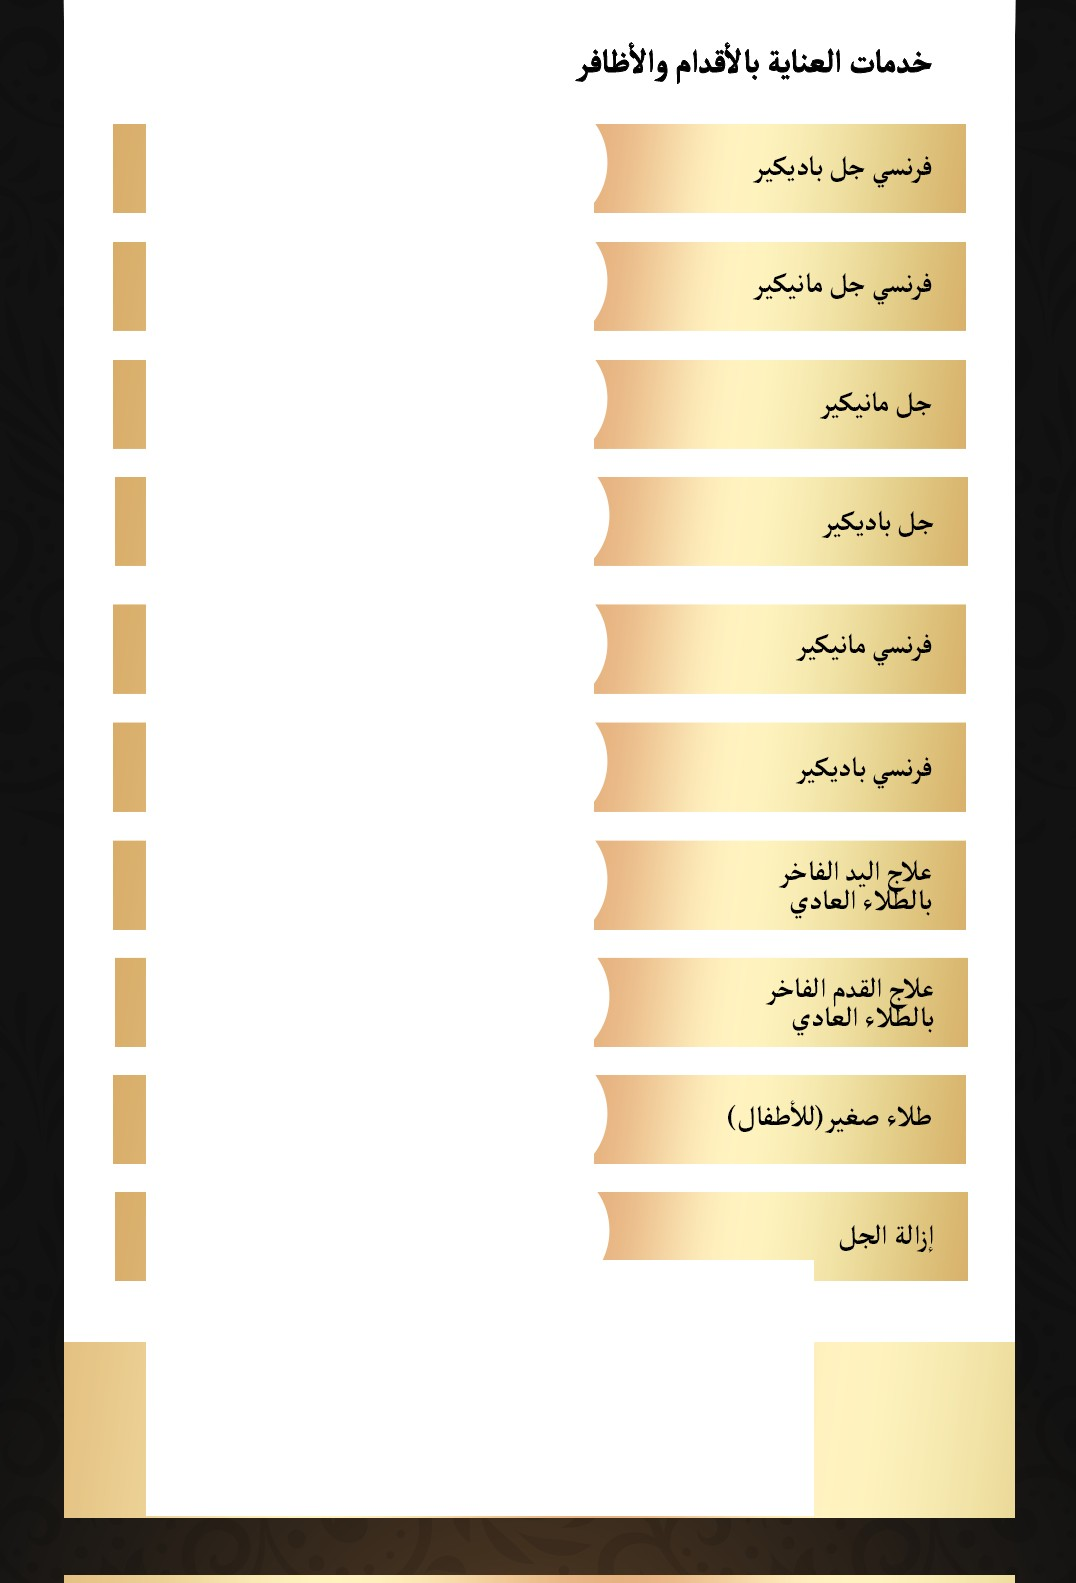 خدمات العناية بالأقدام والأظافر
فرنسي جل باديكير
فرنسي جل مانيكير
جل مانيكير
جل باديكير
فرنسي مانيكير
فرنسي باديكير
علاج اليد الفاخر
بالطلاء العادي
علاج القدم الفاخر
بالطلاء العادي
طلاء صغير(للأطفال)
إزالة الجل